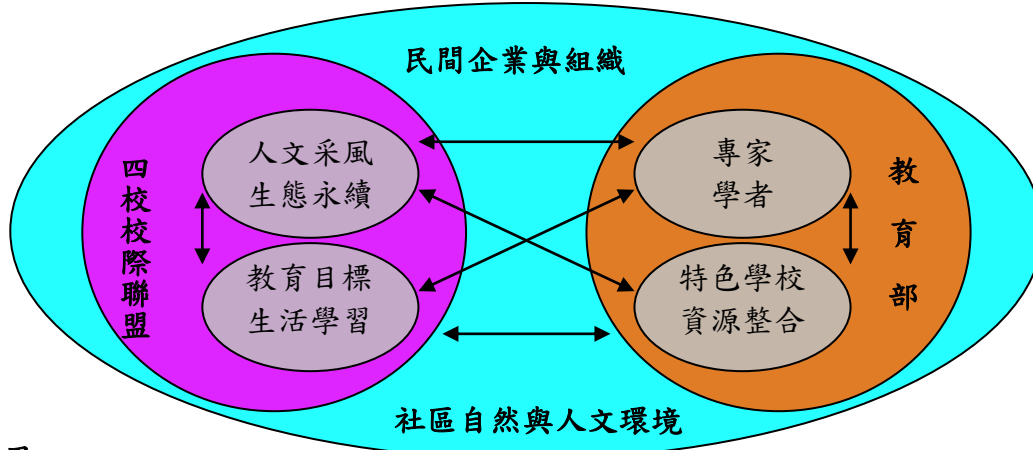 民間企業與組織
四校校際聯盟
人文采風
生態永續
教育目標
生活學習
專家
學者
特色學校
資源整合
教育部
社區自然與人文環境